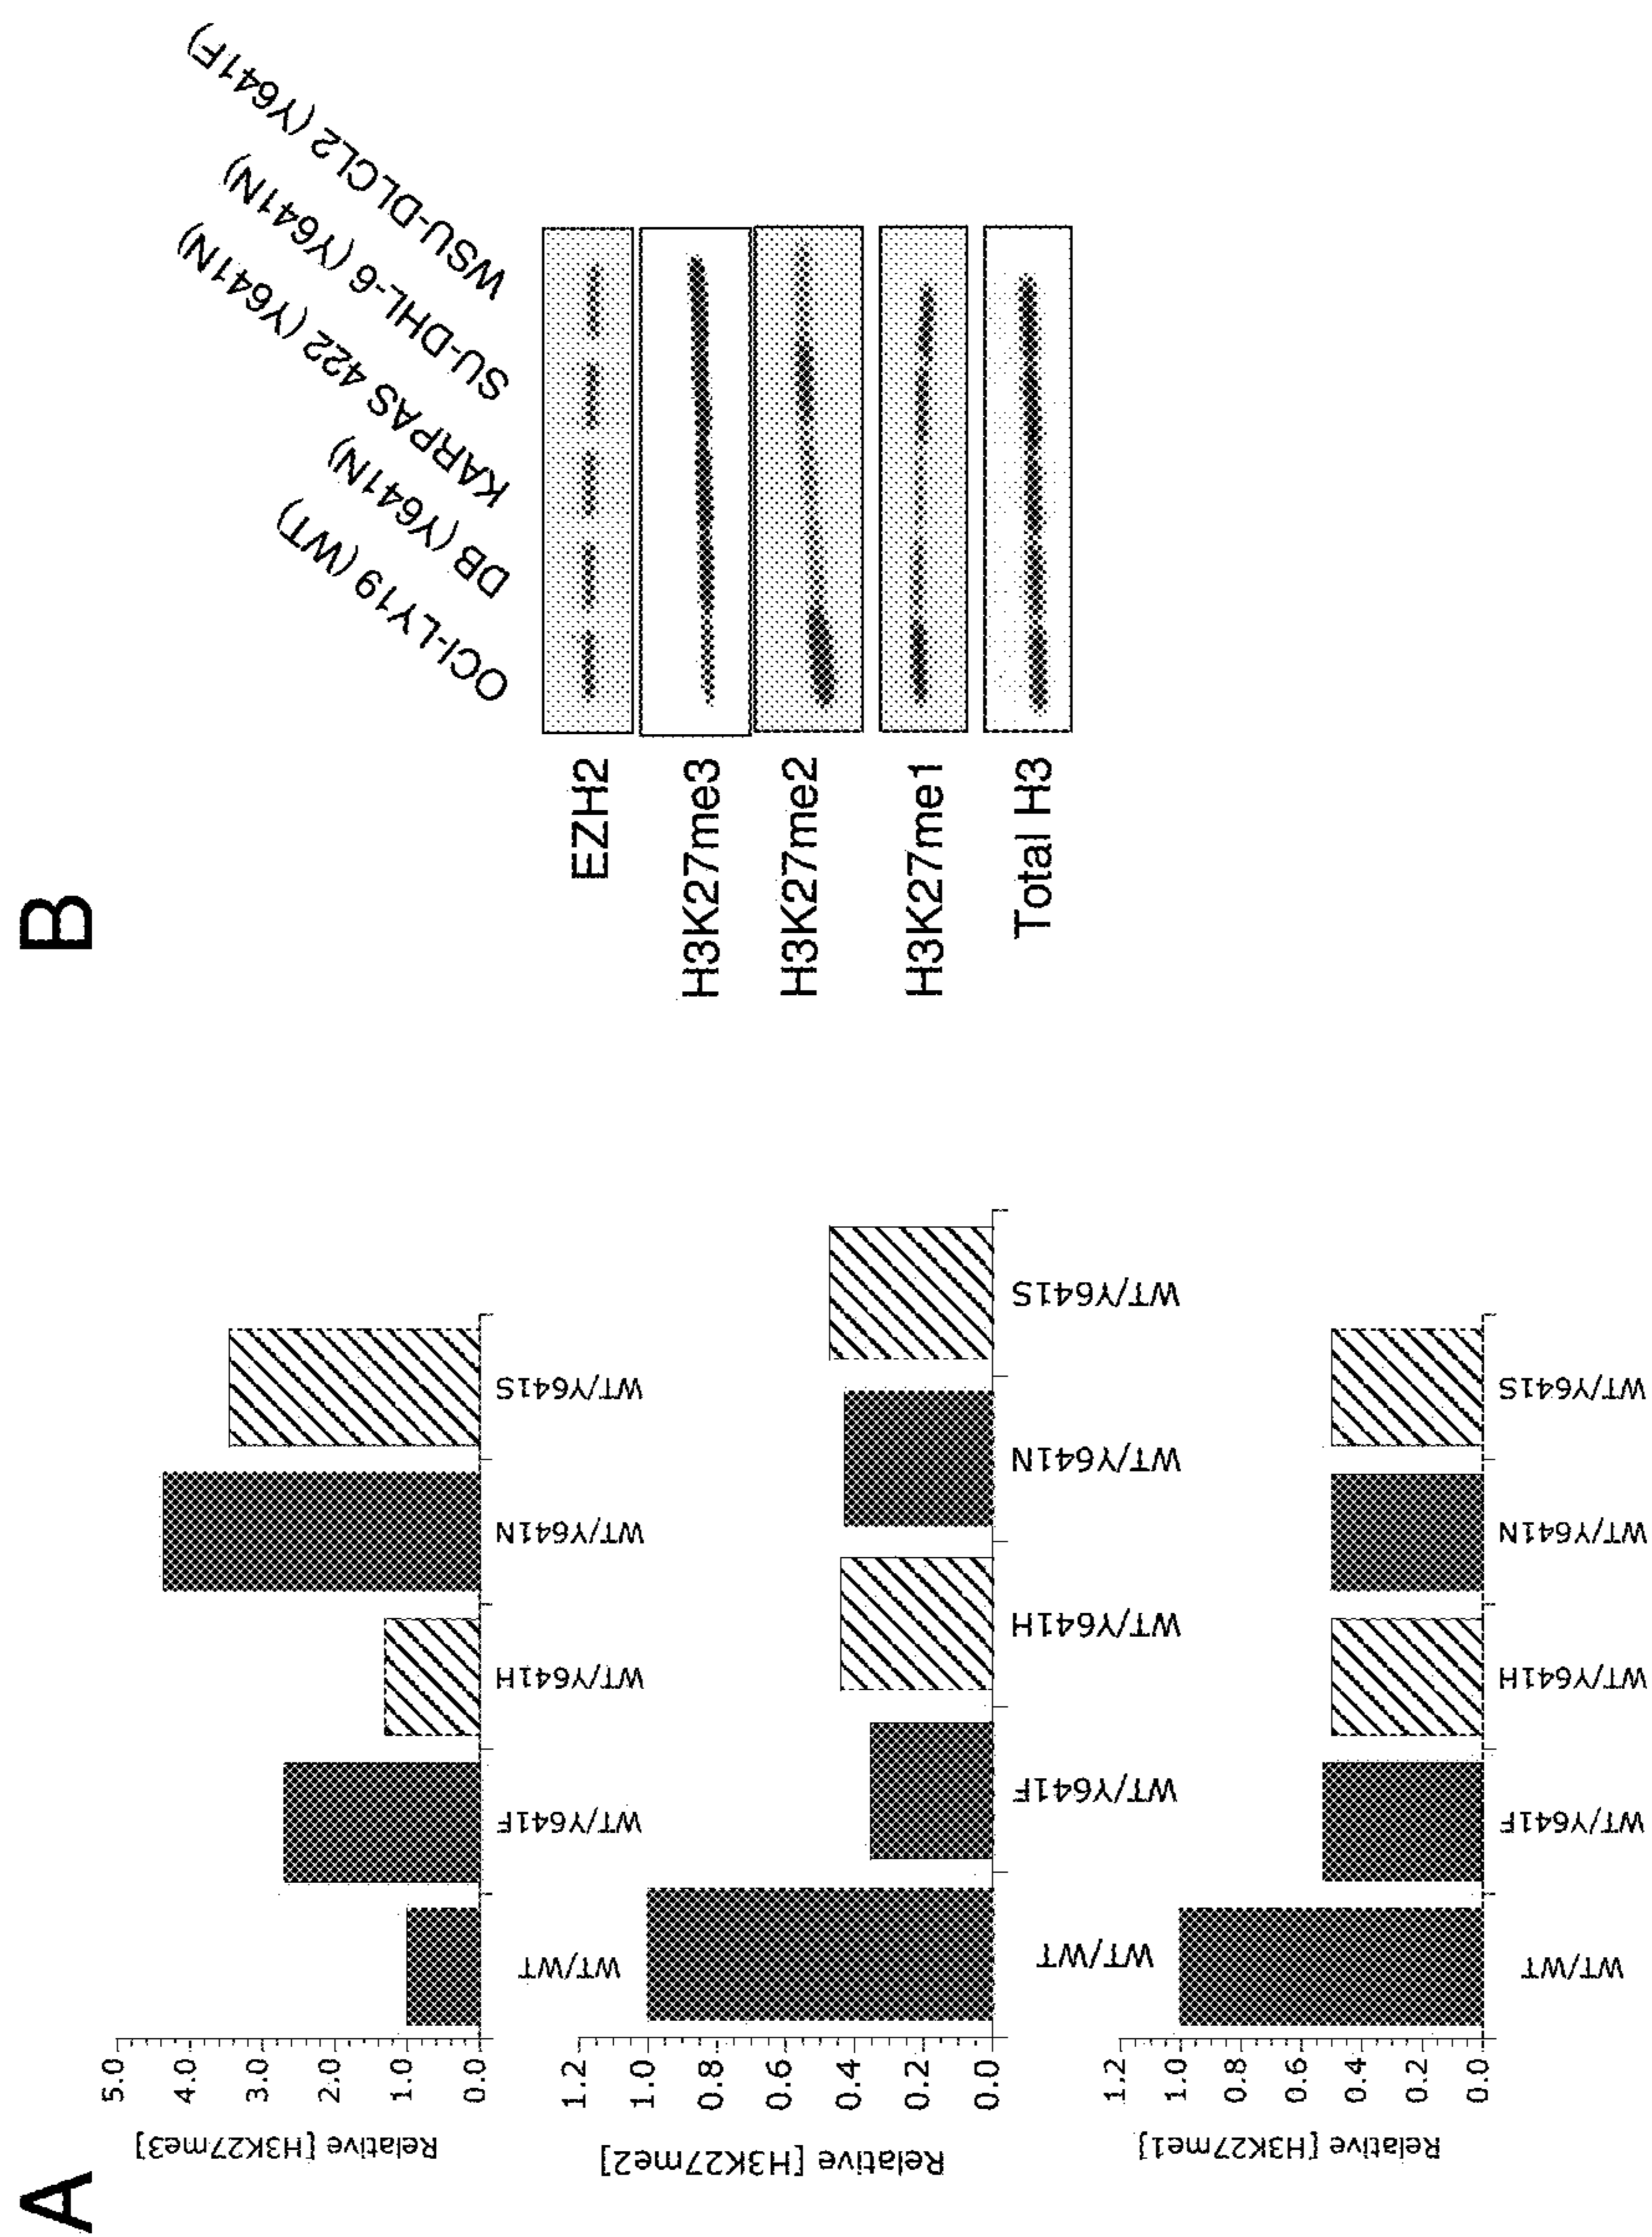 A
Relative [H3K27me3]
5.0
4.0
3.0
2.0
1.0
0.0
WT/WT
WT/Y641F
WT/Y641H
WT/Y641N
WT/Y641S
Relative [H3K27me2]
1.2
1.0
0.8
0.6
0.4
0.2
0.0
WT/WT
WT/Y641F
WT/Y641H
WT/Y641N
WT/Y641S
Relative [H3K27me1]
1.2
1.0
0.8
0.6
0.4
0.2
0.0
WT/WT
WT/Y641F
WT/Y641H
WT/Y641N
WT/Y641S
B
OCI-LY19 (WT)
DB (Y641N)
KARPAS 422 (Y641N)
SU-DHL-6 (Y641N)
WSU-DLCL2 (Y641F)
EZH2
H3K27me3
H3K27me2
H3K27me1
Total H3